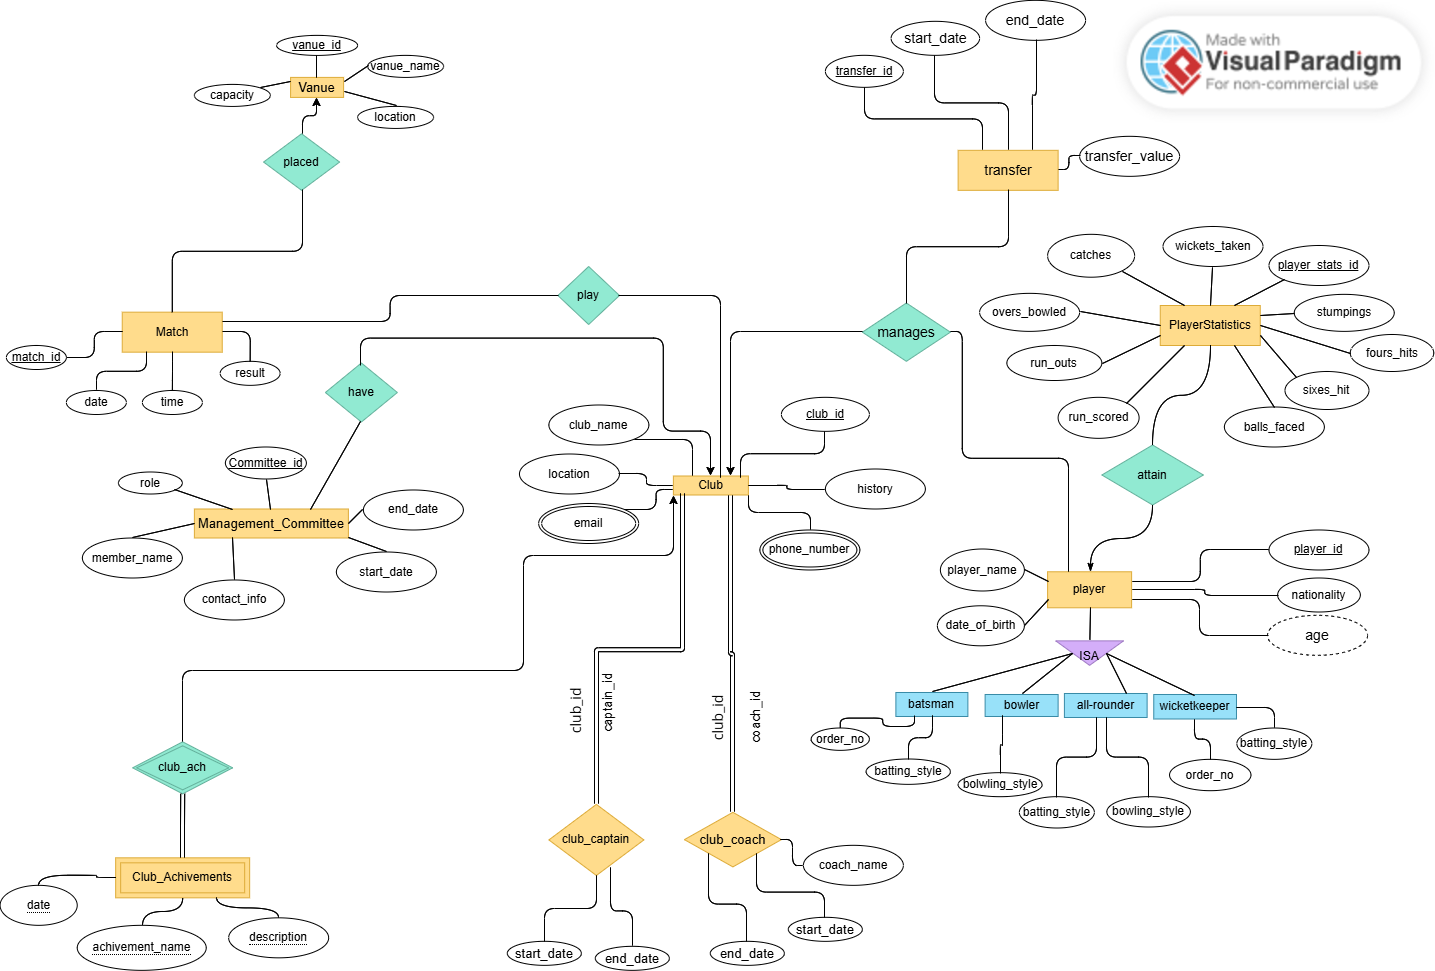 vanue_id
vanue_name
Vanue
capacity
location
placed
end_date
start_date
transfer_id
transfer_value
transfer
Made with
Visual Paradigm
For non-commercial use
catches
wickets_taken
player_stats_id
overs_bowled
PlayerStatistics
stumpings
fours_hits
run_outs
sixes_hit
run_scored
balls_faced
play
manages
Match
match_id
date
time
result
have
club_name
club_id
location
Club
history
email
phone_number
attain
Committee_id
role
Management_Committee
end_date
member_name
start_date
contact_info
player_name
player_id
player
nationality
date_of_birth
age
ISA
batsman
bowler
all-rounder
wicketkeeper
order_no
batting_style
bolwling_style
batting_style
bowling_style
order_no
batting_style
club_id
captain_id
club_id
coach_id
club_ach
club_captain
club_coach
coach_name
Club_Achivements
date
achivement_name
description
start_date
end_date
end_date
start_date